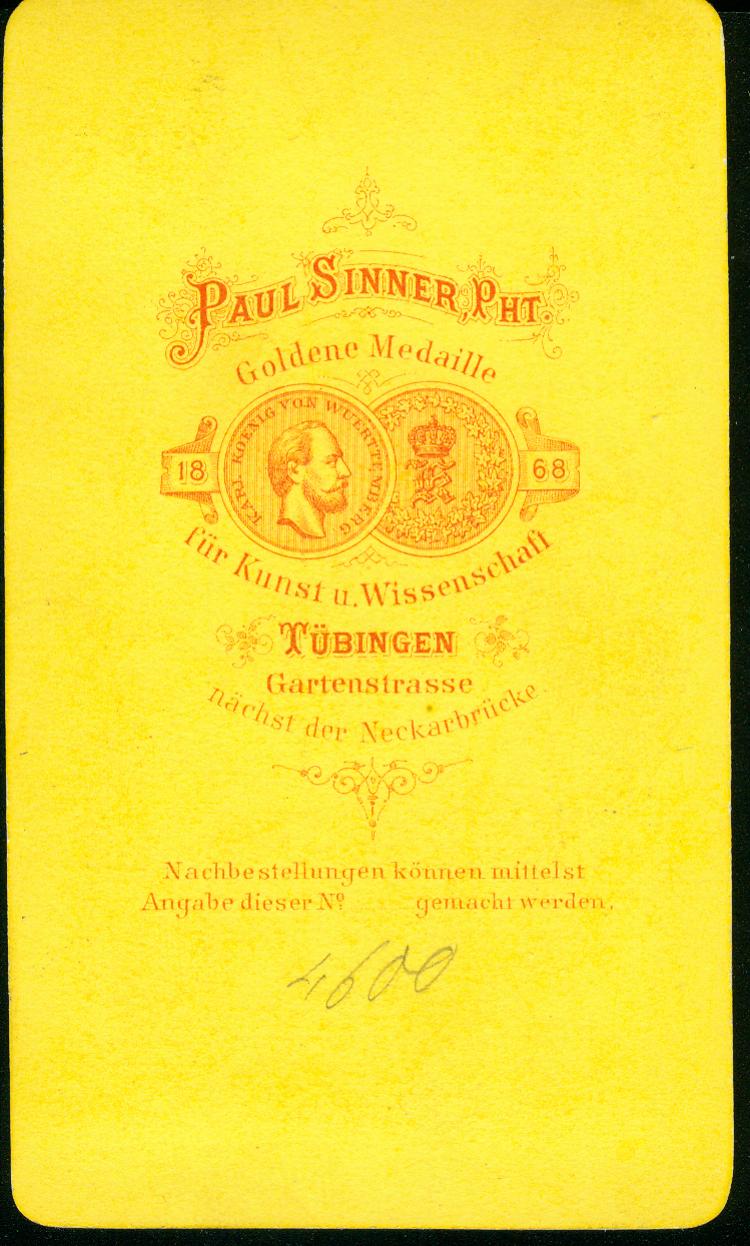 PAUL SINNER, PHT.
Goldene Medaille
KARL KOENIG VON WUERTTEMBERG
18 68
K
für Kunst u. Wissenschaft
TÜBINGEN
Gartenstrasse
nächst der Neckarbrücke.
Nachbestellungen können mittelst
Angabe dieser Nº gemacht werden.
4600